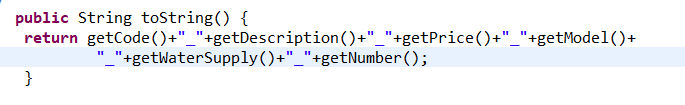 public String toString() {
return getCode()+"_"+getDescription()+"_"+getPrice()+"_"+getModel()+
"_"+getWaterSupply()+"_"+getNumber();
}